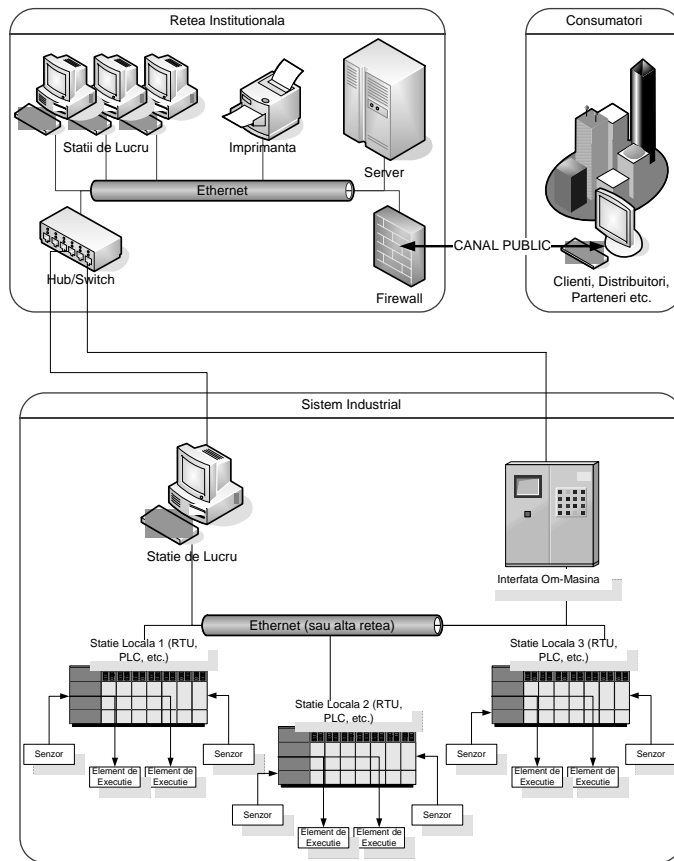 Retea Institutionala
Consumatori
Statii de Lucru
Imprimanta
Server
Ethernet
CANAL PUBLIC
Hub/Switch
Firewall
Clienti, Distribuitori,
Parteneri etc.
Sistem Industrial
Statie de Lucru
Interfata Om-Masina
Ethernet (sau alta retea)
Statie Locala 1 (RTU,
PLC, etc.)
Statie Locala 3 (RTU,
PLC, etc.)
Statie Locala 2 (RTU,
PLC, etc.)
Senzor
Senzor
Element de
Executie
Element de
Executie
Senzor
Senzor
Element de
Executie
Element de
Executie
Senzor
Senzor
Element de
Executie
Element de
Executie